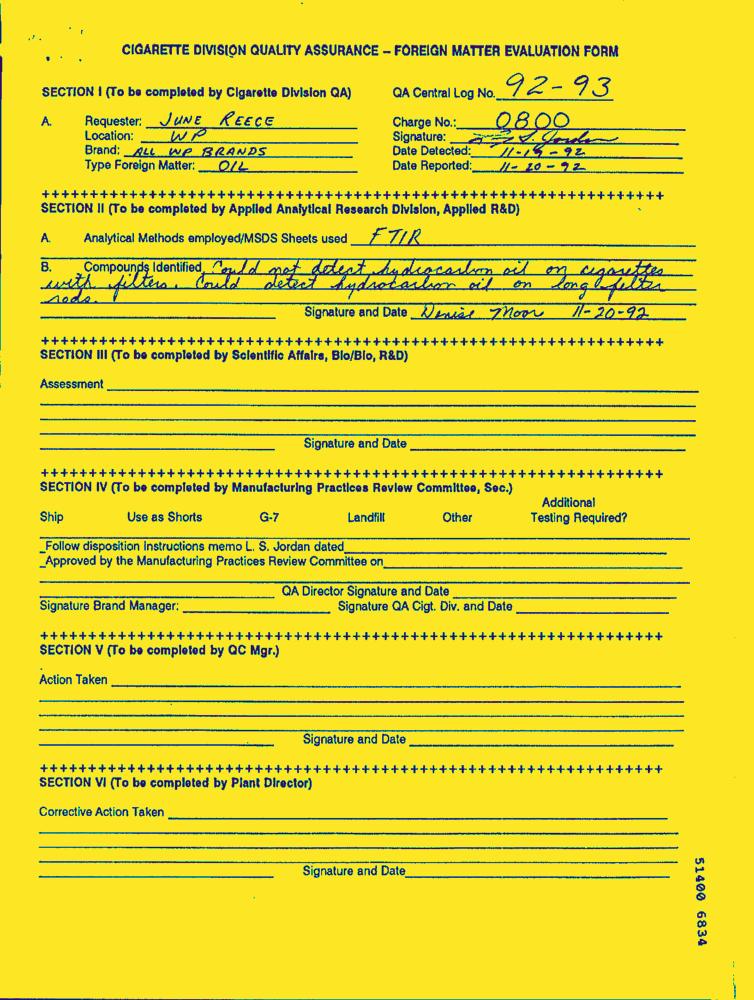 CIGARETTE DIVISION QUALITY ASSURANCE – FOREIGN MATTER EVALUATION FORM
SECTION I (To be completed by Cigarette Division QA) QA Central Log No. 92-93
A. Requester: JUNE REECE Charge No.: 0800
Location: WP Signature: L. S. Jordan
Brand: ALL WP BRANDS Date Detected: 11-19-92
Type Foreign Matter: OIL Date Reported: 11-20-92
++++++++++++++++++++++++++++++++++++++++++++++++++++++++++++++++
SECTION II (To be completed by Applied Analytical Research Division, Applied R&D)
A. Analytical Methods employed/MSDS Sheets used FTIR
B. Compounds Identified Could not detect hydrocarbon oil on cigarettes
with filters. Could detect hydrocarbon oil on long filter
rods.
Signature and Date Denise Moor 11-20-92
++++++++++++++++++++++++++++++++++++++++++++++++++++++++++++++++
SECTION III (To be completed by Scientific Affairs, Bio/Bio, R&D)
Assessment
Signature and Date
++++++++++++++++++++++++++++++++++++++++++++++++++++++++++++++++
SECTION IV (To be completed by Manufacturing Practices Review Committee, Sec.)
Additional
Ship Use as Shorts G-7 Landfill Other Testing Required?
_Follow disposition instructions memo L. S. Jordan dated
_Approved by the Manufacturing Practices Review Committee on
QA Director Signature and Date
Signature Brand Manager: Signature QA Cigt. Div. and Date
++++++++++++++++++++++++++++++++++++++++++++++++++++++++++++++++
SECTION V (To be completed by QC Mgr.)
Action Taken
Signature and Date
++++++++++++++++++++++++++++++++++++++++++++++++++++++++++++++++
SECTION VI (To be completed by Plant Director)
Corrective Action Taken
Signature and Date
51400 6834